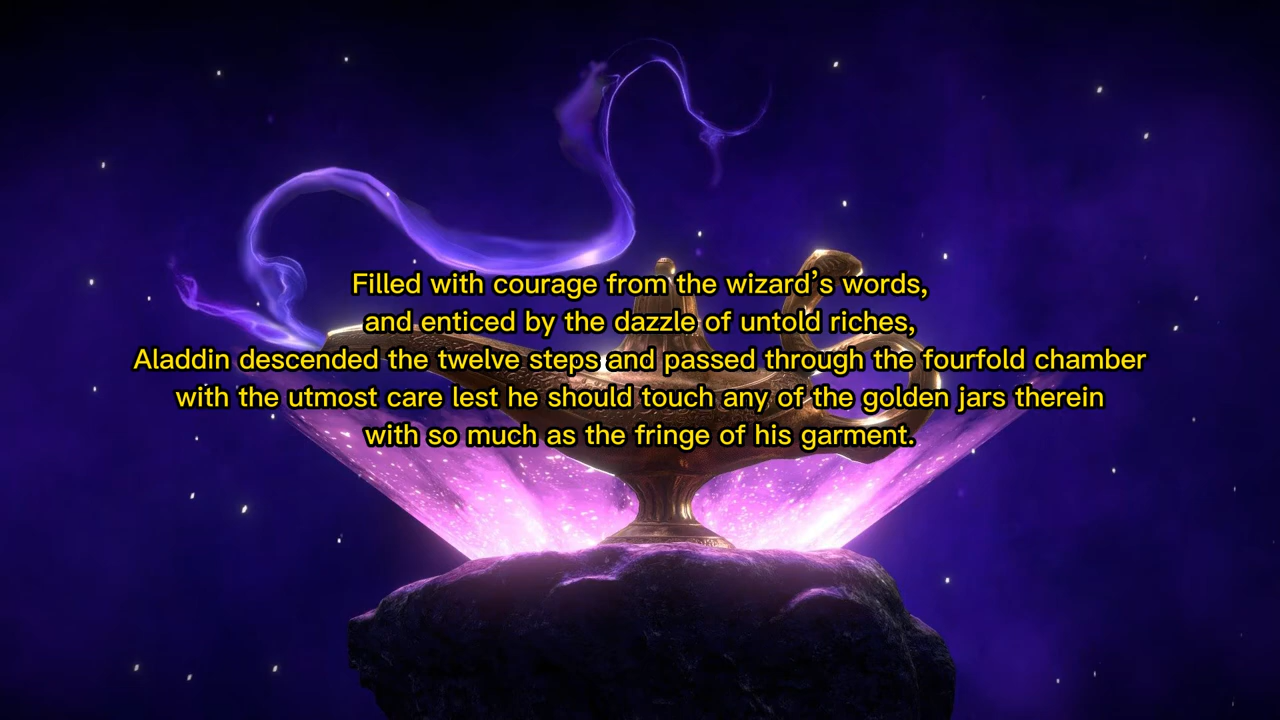 Filled with courage from the wizard’s words,
and enticed by the dazzle of untold riches,
Aladdin descended the twelve steps and passed through the fourfold chamber
with the utmost care lest he should touch any of the golden jars therein
with so much as the fringe of his garment.